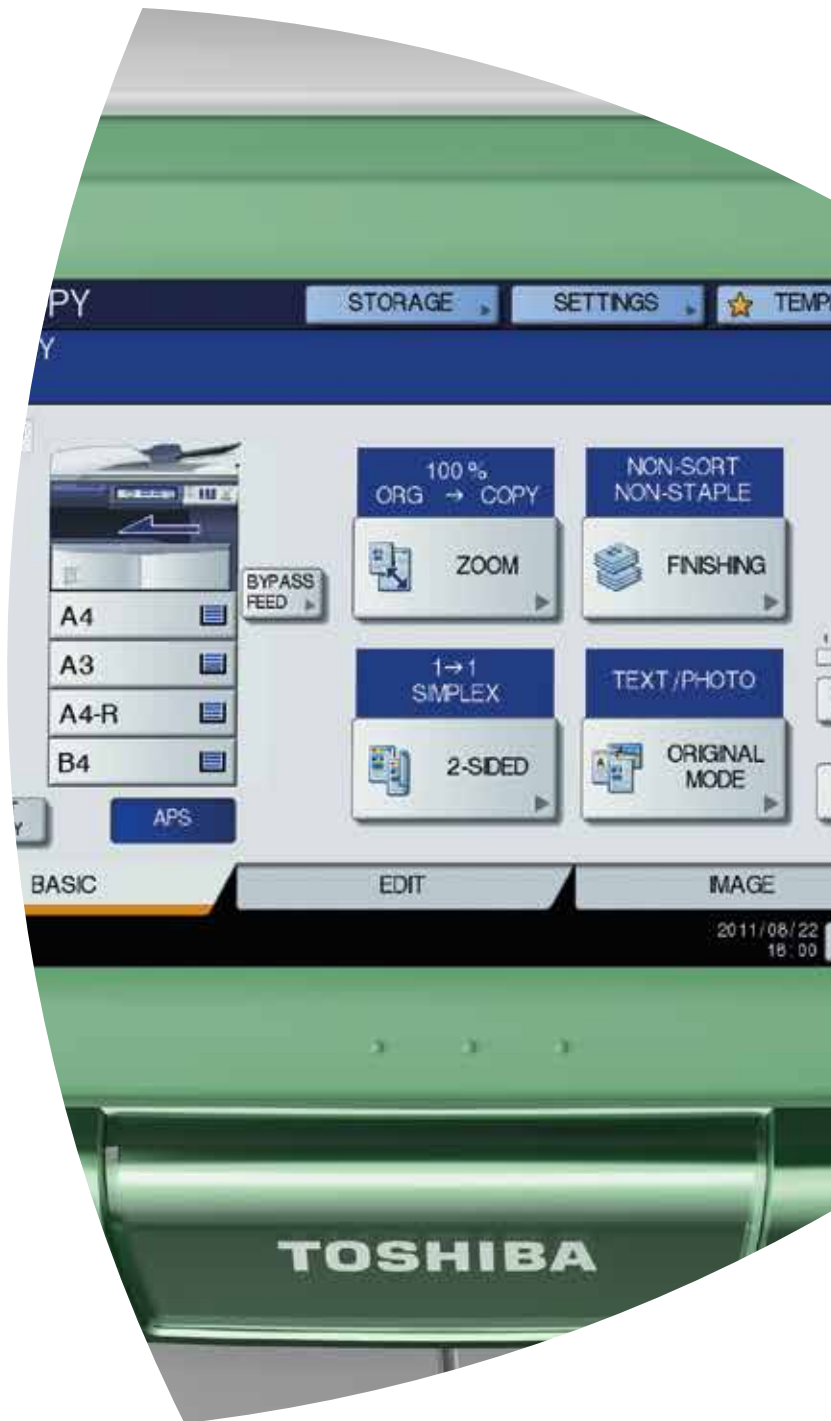 PY
STORAGE
SETTINGS
TEMP
Y
100 %
ORG → COPY
NON-SORT
NON-STAPLE
ZOOM
FINISHING
BYPASS
FEED
A4
A3
A4-R
B4
1→1
SIMPLEX
TEXT/PHOTO
2-SIDED
ORIGINAL
MODE
Y
APS
BASIC
EDIT
IMAGE
2011/08/22
16:00
TOSHIBA